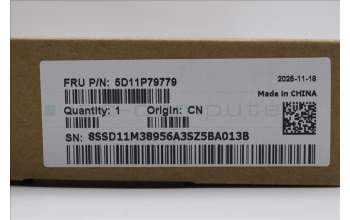 FRU P/N: 5D11P79779
2025-11-18
Made in CHINA
Quantity: 1 Origin: CN
SN: 8SSD11M38956A3SZ5BA013B